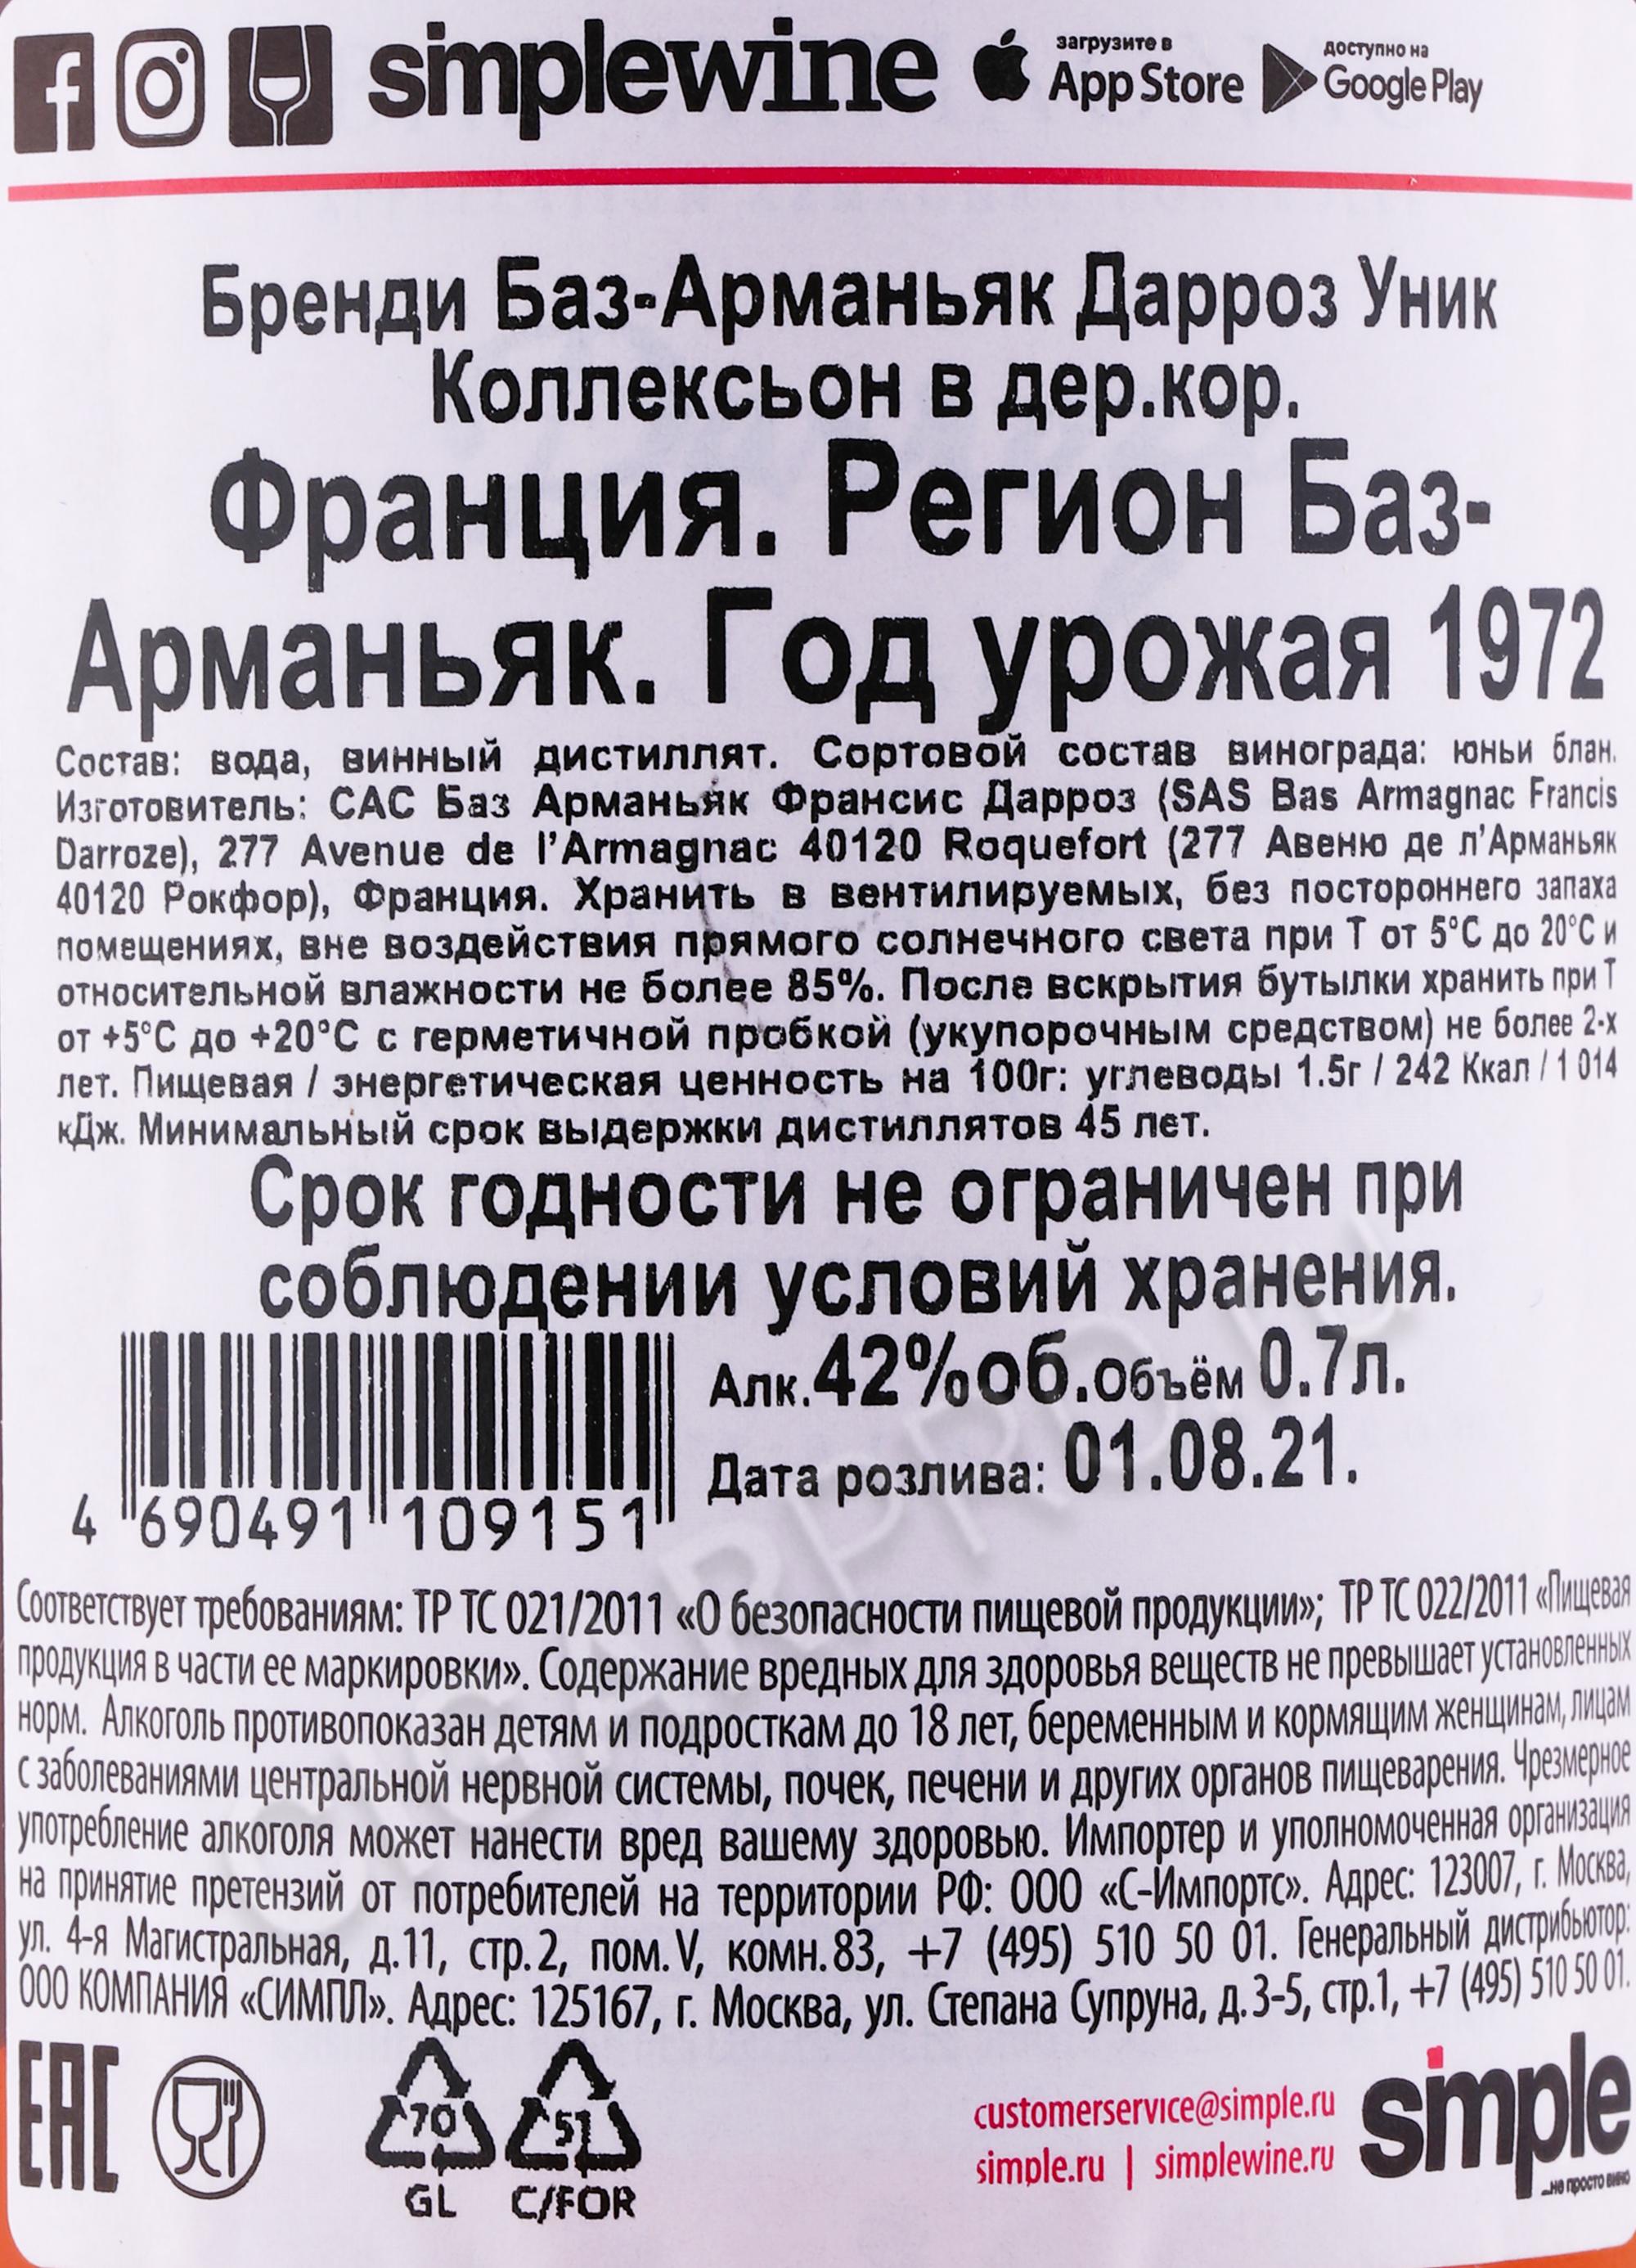 simplewine
загрузите в
App Store
доступно на
Google Play
Бренди Баз-Арманьяк Дарроз Уник
Коллексьон в дер.кор.
Франция. Регион Баз-
Арманьяк. Год урожая 1972
Состав: вода, винный дистиллят. Сортовой состав винограда: юньи блан.
Изготовитель: САС Баз Арманьяк Франсис Дарроз (SAS Bas Armagnac Francis
Darroze), 277 Avenue de l'Armagnac 40120 Roquefort (277 Авеню де л'Арманьяк
40120 Рокфор), Франция. Хранить в вентилируемых, без постороннего запаха
помещениях, вне воздействия прямого солнечного света при Т от 5°С до 20°С и
относительной влажности не более 85%. После вскрытия бутылки хранить при Т
от +5°С до +20°С с герметичной пробкой (укупорочным средством) не более 2-х
лет. Пищевая / энергетическая ценность на 100г: углеводы 1.5г / 242 Ккал / 1 014
кДж. Минимальный срок выдержки дистиллятов 45 лет.
Срок годности не ограничен при
соблюдении условий хранения.
Алк.42%об.Объём 0.7л.
Дата розлива: 01.08.21.
4 690491 109151
Соответствует требованиям: ТР ТС 021/2011 «О безопасности пищевой продукции»; ТР ТС 022/2011 «Пищевая
продукция в части ее маркировки». Содержание вредных для здоровья веществ не превышает установленных
норм. Алкоголь противопоказан детям и подросткам до 18 лет, беременным и кормящим женщинам, лицам
с заболеваниями центральной нервной системы, почек, печени и других органов пищеварения. Чрезмерное
употребление алкоголя может нанести вред вашему здоровью. Импортер и уполномоченная организация
на принятие претензий от потребителей на территории РФ: ООО «С-Импортс». Адрес: 123007, г. Москва,
ул. 4-я Магистральная, д.11, стр.2, пом.V, комн.83, +7 (495) 510 50 01. Генеральный дистрибьютор:
ООО КОМПАНИЯ «СИМПЛ». Адрес: 125167, г. Москва, ул. Степана Супруна, д.3-5, стр.1, +7 (495) 510 50 01.
EAC
70
GL
51
C/FOR
customerservice@simple.ru
simple.ru | simplewine.ru
simple
...не просто вино
CIGARPRO.ru